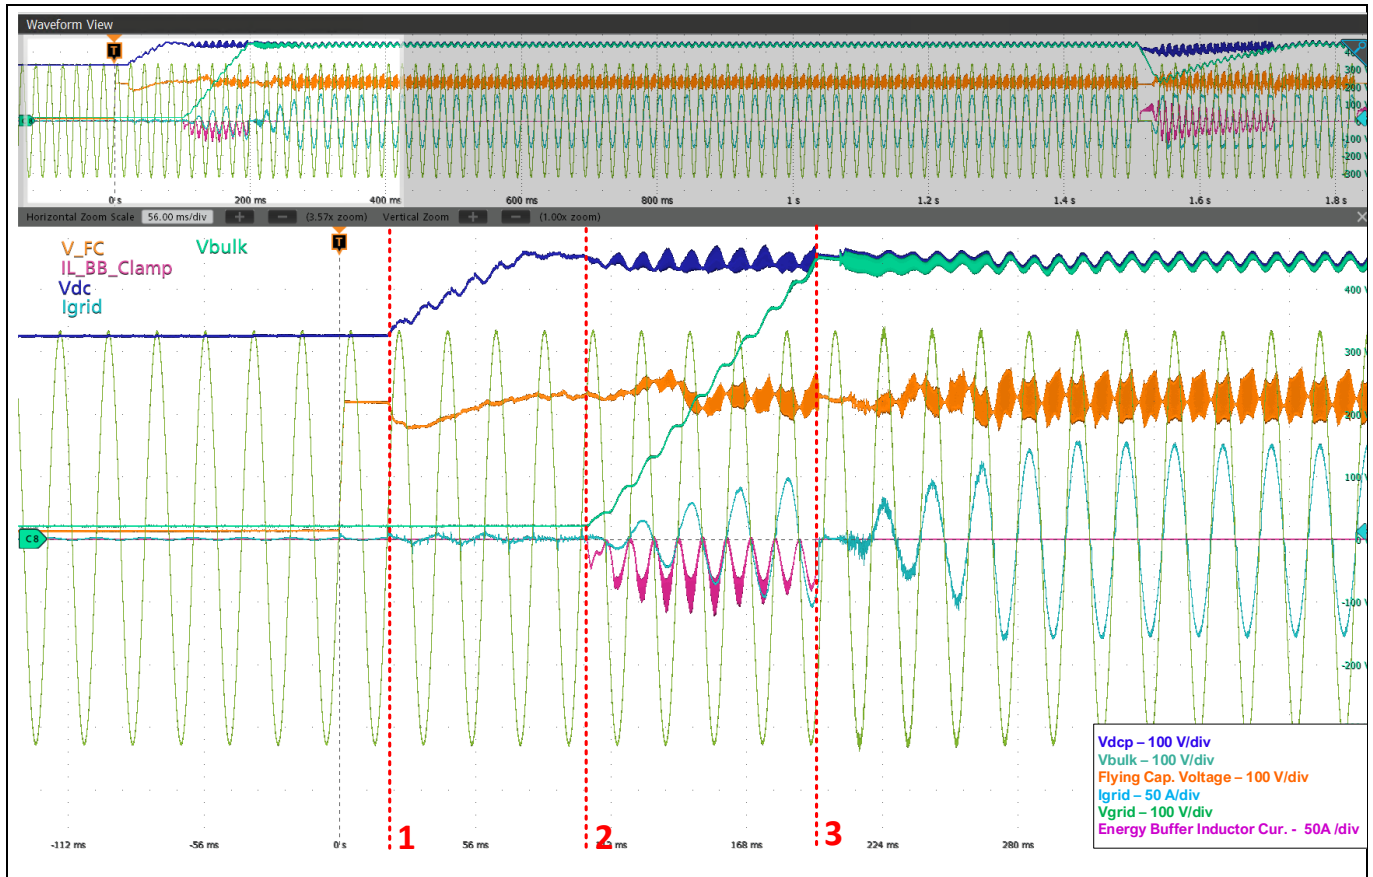 Waveform View
T
400
300
200
100
0
-100
-200
-300
0 s
200 ms
400 ms
600 ms
800 ms
1 s
1.2 s
1.4 s
1.6 s
1.8 s
Horizontal Zoom Scale 56.00 ms/div + − (3.57x zoom) Vertical Zoom + − (1.00x zoom)
T
V_FC
Vbulk
IL_BB_Clamp
Vdc
Igrid
400
300
200
100
C8
0
-100
-200
Vdcp – 100 V/div
Vbulk – 100 V/div
Flying Cap. Voltage – 100 V/div
Igrid – 50 A/div
Vgrid – 100 V/div
Energy Buffer Inductor Cur. - 50A /div
1
2
3
-112 ms
-56 ms
0 s
56 ms
168 ms
224 ms
280 ms